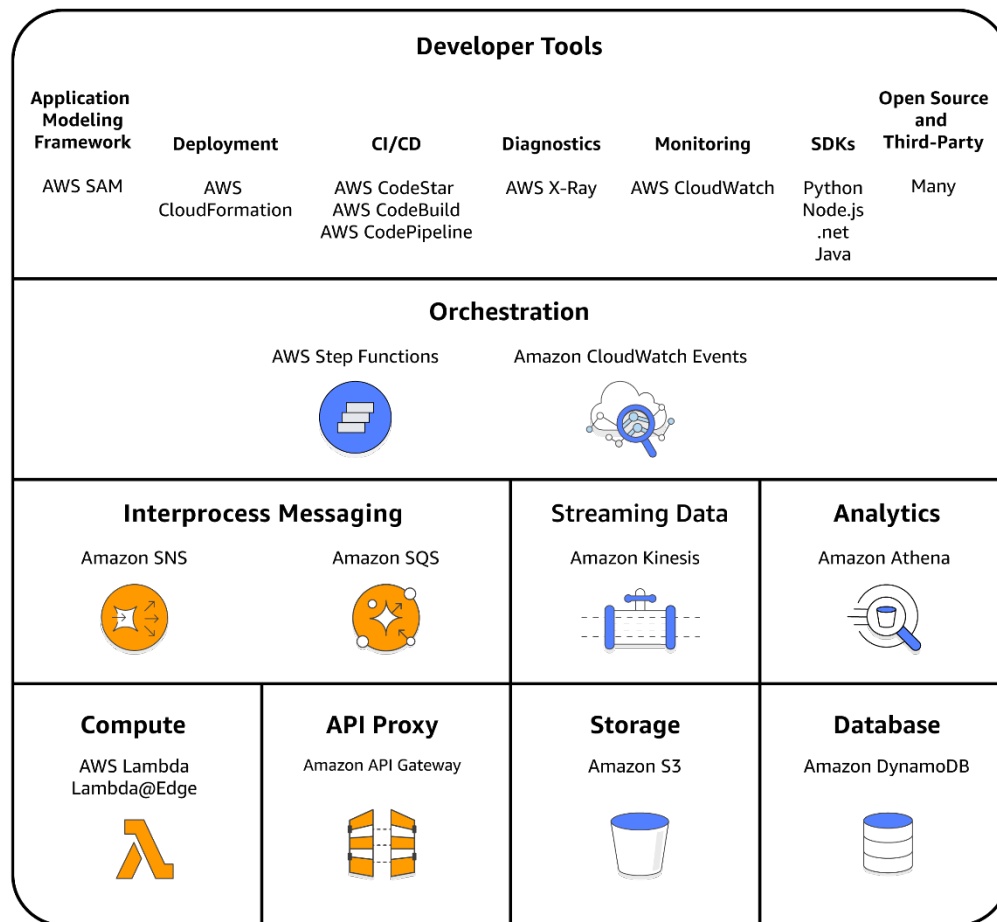 Developer Tools
Application
Modeling
Framework
AWS SAM
Deployment
AWS
CloudFormation
CI/CD
AWS CodeStar
AWS CodeBuild
AWS CodePipeline
Diagnostics
AWS X-Ray
Monitoring
AWS CloudWatch
SDKs
Python
Node.js
.net
Java
Open Source
and
Third-Party
Many
Orchestration
AWS Step Functions
Amazon CloudWatch Events
Interprocess Messaging
Amazon SNS
Amazon SQS
Streaming Data
Amazon Kinesis
Analytics
Amazon Athena
Compute
AWS Lambda
Lambda@Edge
API Proxy
Amazon API Gateway
Storage
Amazon S3
Database
Amazon DynamoDB